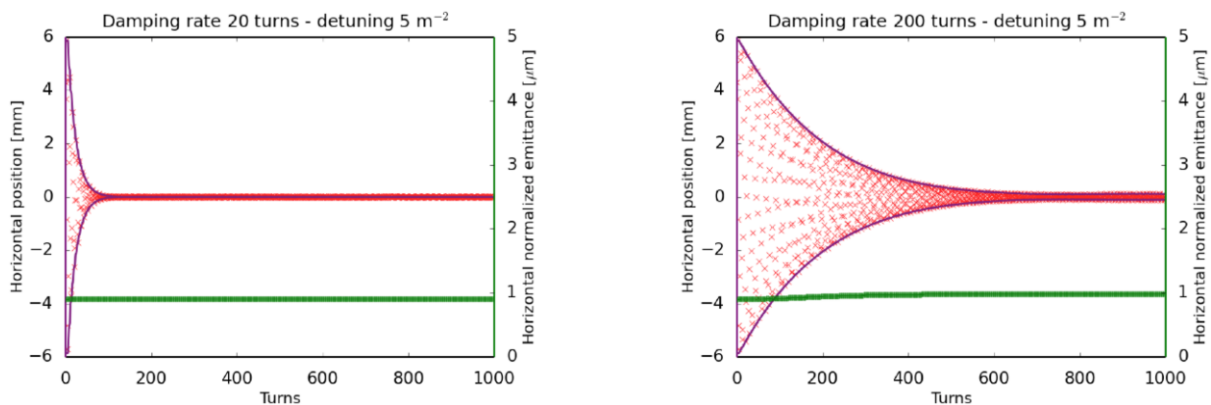 Damping rate 20 turns - detuning 5 m⁻²
6
4
2
0
−2
−4
−6
Horizontal position [mm]
5
4
3
2
1
0
Horizontal normalized emittance [μm]
0 200 400 600 800 1000
Turns
Damping rate 200 turns - detuning 5 m⁻²
6
4
2
0
−2
−4
−6
Horizontal position [mm]
5
4
3
2
1
0
Horizontal normalized emittance [μm]
0 200 400 600 800 1000
Turns